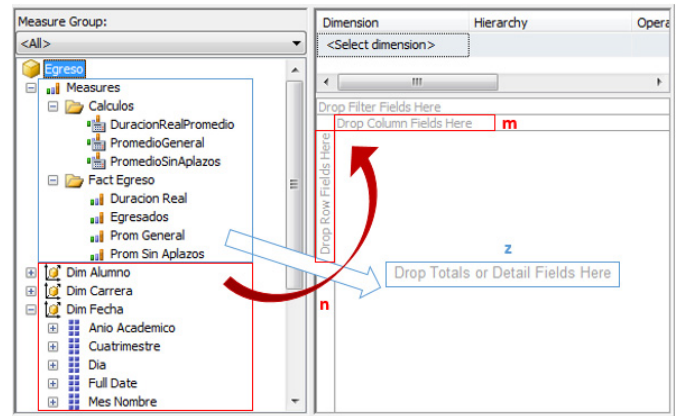 Measure Group:
<All>
Egreso
Measures
Calculos
DuracionRealPromedio
PromedioGeneral
PromedioSinAplazos
Fact Egreso
Duracion Real
Egresados
Prom General
Prom Sin Aplazos
Dim Alumno
Dim Carrera
Dim Fecha
Anio Academico
Cuatrimestre
Dia
Full Date
Mes Nombre
Dimension Hierarchy Opera
<Select dimension>
Drop Filter Fields Here
Drop Column Fields Here m
Drop Row Fields Here
z
Drop Totals or Detail Fields Here
n